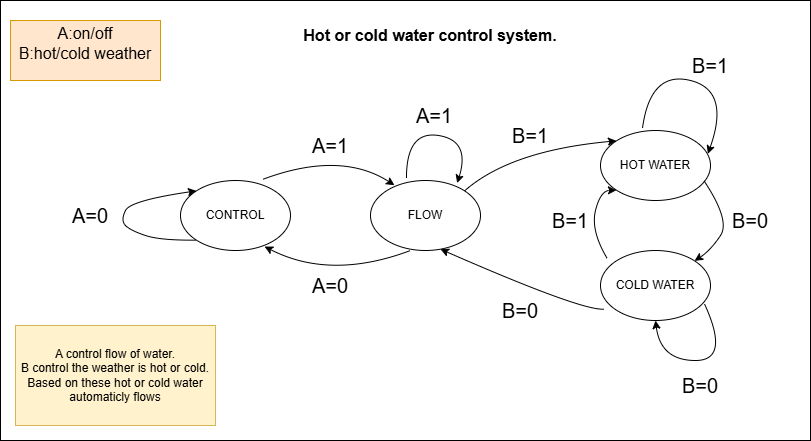 A:on/off
B:hot/cold weather
Hot or cold water control system.
B=1
A=1
B=1
A=1
HOT WATER
A=0
CONTROL
FLOW
B=1
B=0
A=0
COLD WATER
B=0
B=0
A control flow of water.
B control the weather is hot or cold.
Based on these hot or cold water
automaticly flows